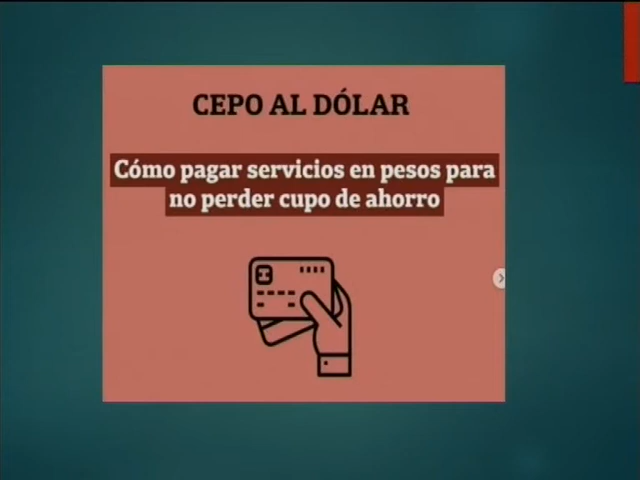 CEPO AL DÓLAR
Cómo pagar servicios en pesos para
no perder cupo de ahorro